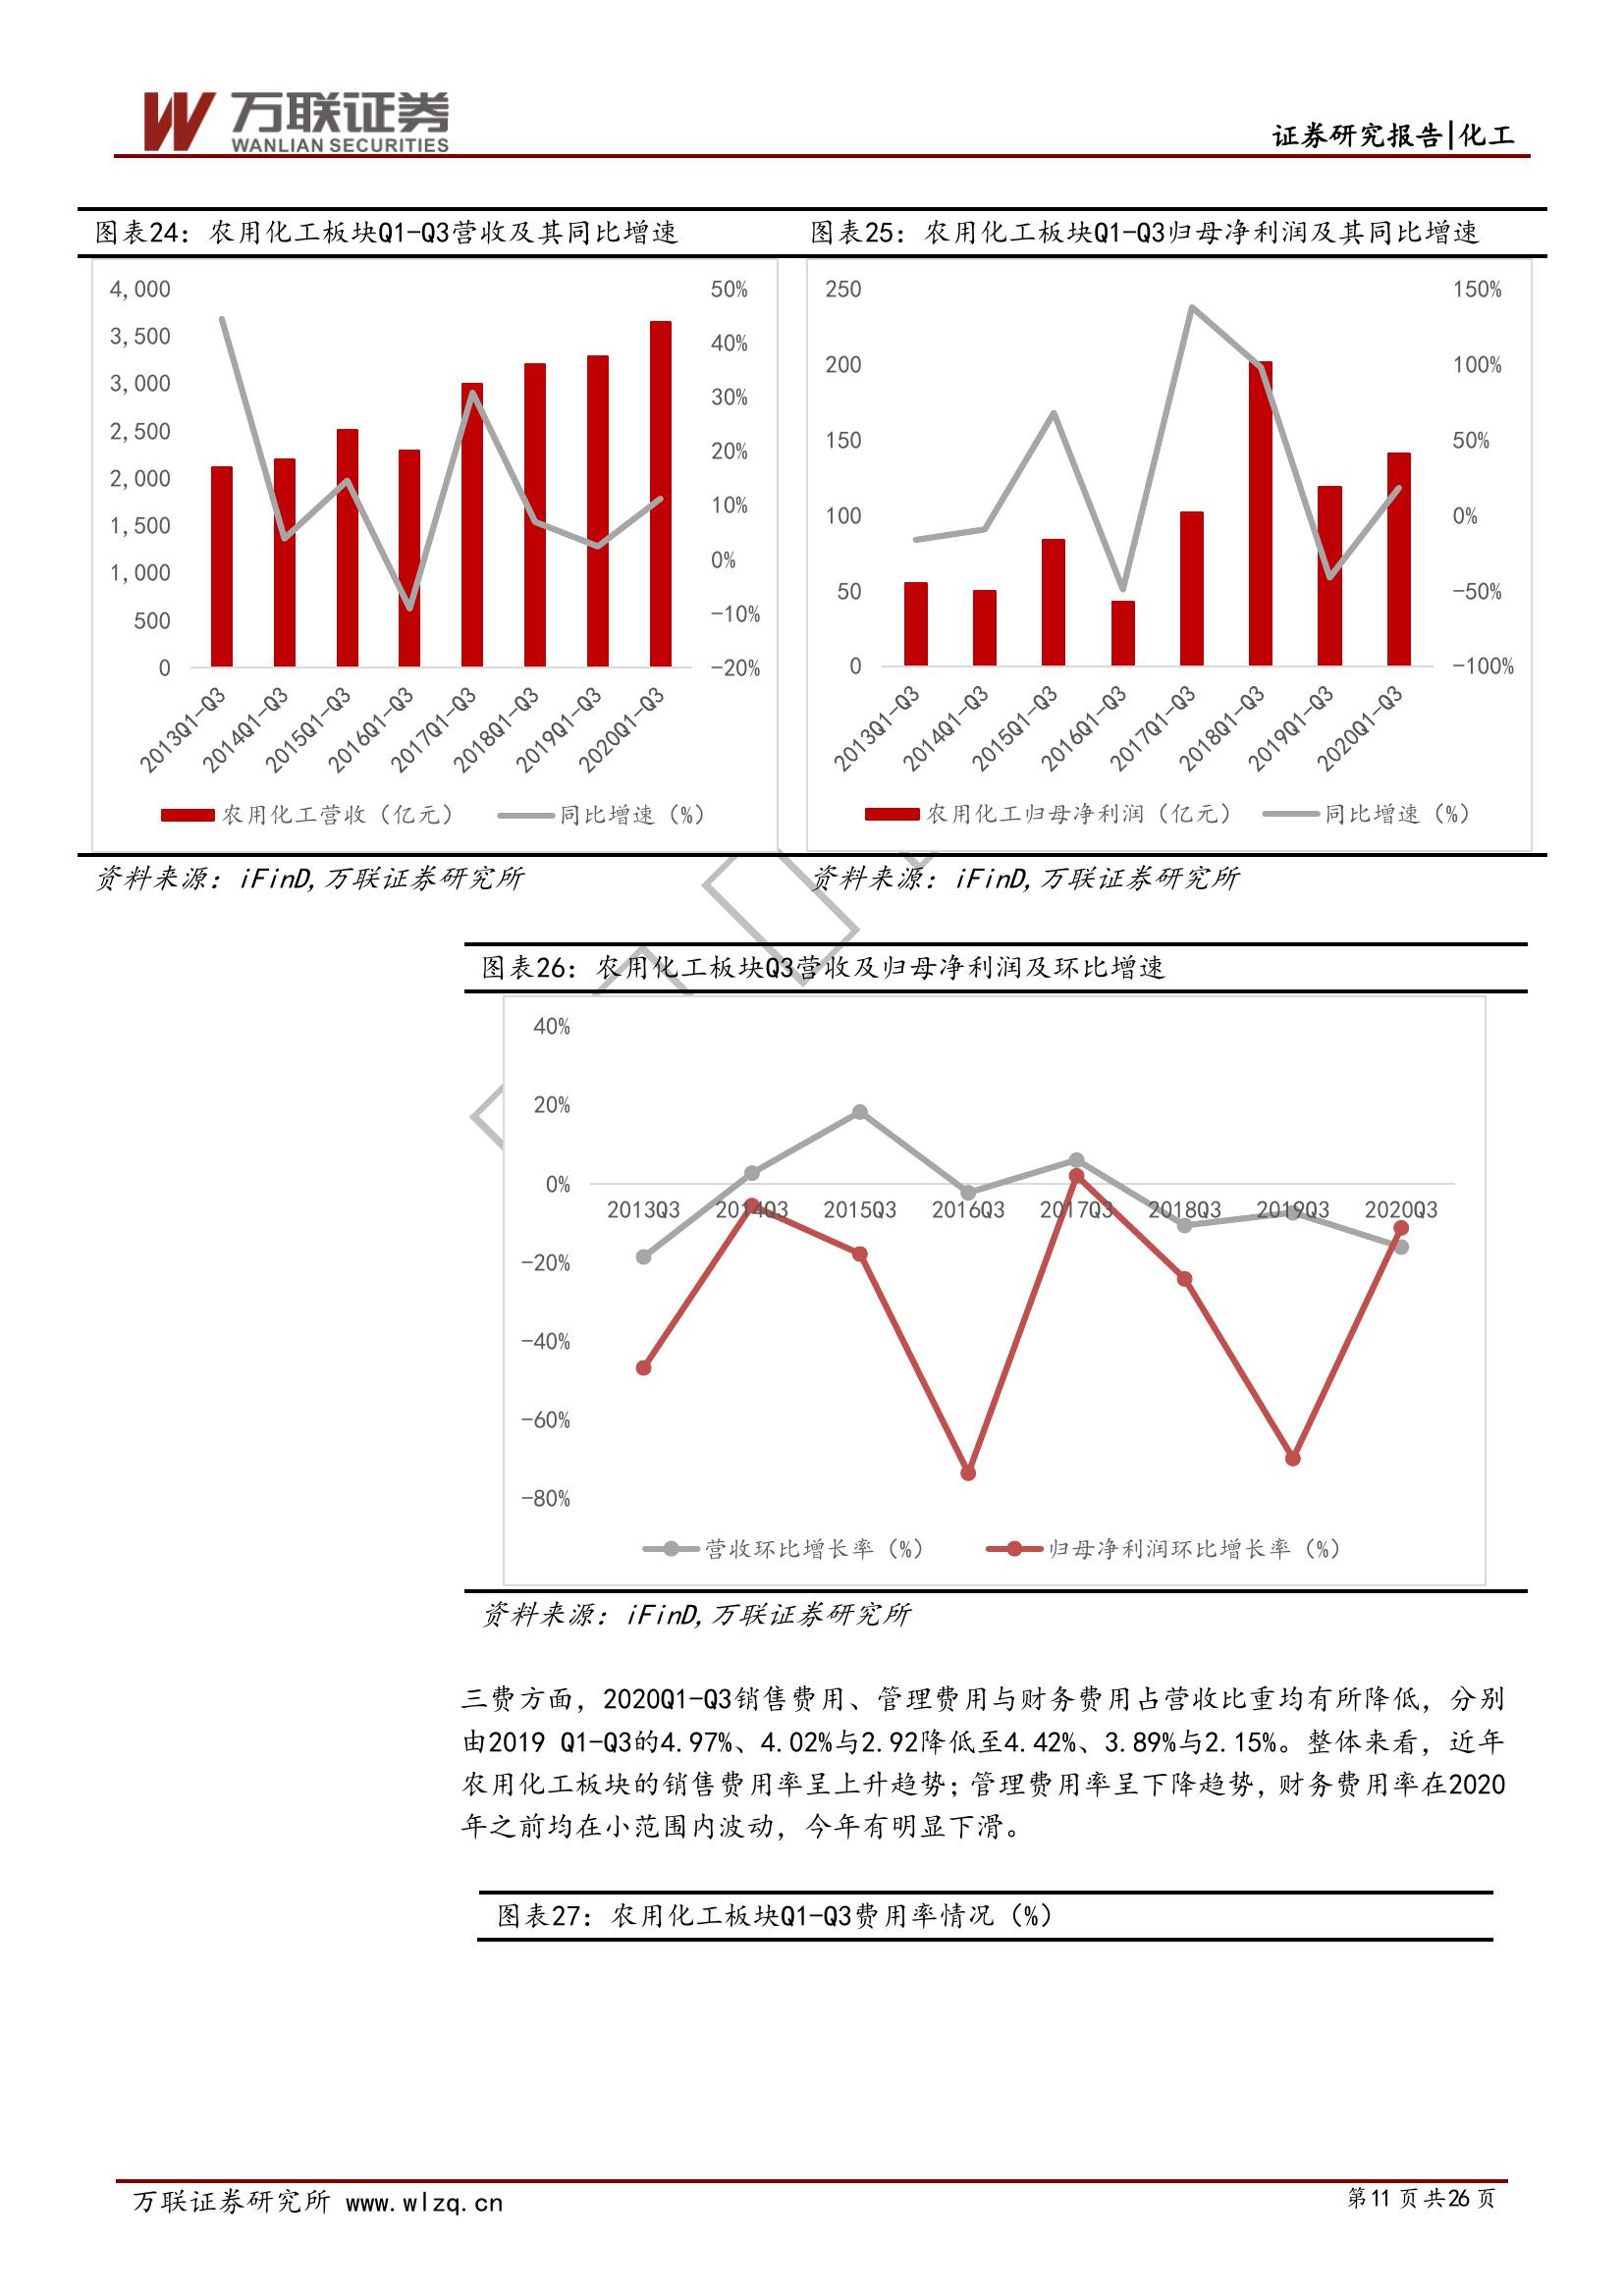 万联证券
WANLIAN SECURITIES
证券研究报告|化工
图表24：农用化工板块Q1-Q3营收及其同比增速
4,000
3,500
3,000
2,500
2,000
1,500
1,000
500
0
50%
40%
30%
20%
10%
0%
-10%
-20%
2013Q1-Q3
2014Q1-Q3
2015Q1-Q3
2016Q1-Q3
2017Q1-Q3
2018Q1-Q3
2019Q1-Q3
2020Q1-Q3
农用化工营收（亿元） 同比增速（%）
资料来源：iFinD,万联证券研究所
图表25：农用化工板块Q1-Q3归母净利润及其同比增速
250
200
150
100
50
0
150%
100%
50%
0%
-50%
-100%
2013Q1-Q3
2014Q1-Q3
2015Q1-Q3
2016Q1-Q3
2017Q1-Q3
2018Q1-Q3
2019Q1-Q3
2020Q1-Q3
农用化工归母净利润（亿元） 同比增速（%）
资料来源：iFinD,万联证券研究所
图表26：农用化工板块Q3营收及归母净利润及环比增速
40%
20%
0%
-20%
-40%
-60%
-80%
2013Q3 2014Q3 2015Q3 2016Q3 2017Q3 2018Q3 2019Q3 2020Q3
营收环比增长率（%） 归母净利润环比增长率（%）
资料来源：iFinD,万联证券研究所
三费方面，2020Q1-Q3销售费用、管理费用与财务费用占营收比重均有所降低，分别
由2019 Q1-Q3的4.97%、4.02%与2.92降低至4.42%、3.89%与2.15%。整体来看，近年
农用化工板块的销售费用率呈上升趋势；管理费用率呈下降趋势，财务费用率在2020
年之前均在小范围内波动，今年有明显下滑。
图表27：农用化工板块Q1-Q3费用率情况（%）
万联证券研究所 www.wlzq.cn
第11 页 共26 页